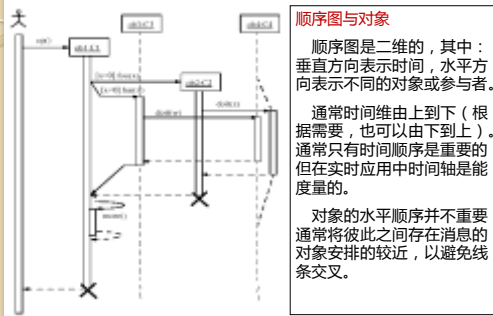 ob3:C3
ob4:C4
op()
ob1:C1
[x>0] foo(x)
ob2:C2
[x<0] bar(x)
do(z)
do(w)
more()
顺序图与对象
顺序图是二维的，其中：
垂直方向表示时间，水平方
向表示不同的对象或参与者。
通常时间维由上到下（根
据需要，也可以由下到上）。
通常只有时间顺序是重要的
但在实时应用中时间轴是能
度量的。
对象的水平顺序并不重要
通常将彼此之间存在消息的
对象安排的较近，以避免线
条交叉。